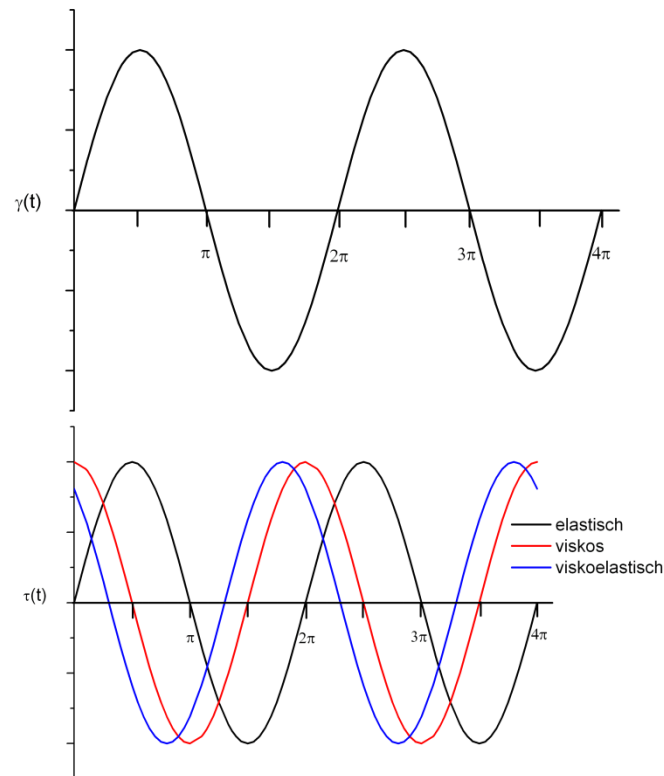 γ(t)
π
2π
3π
4π
elastisch
viskos
viskoelastisch
τ(t)
π
2π
3π
4π